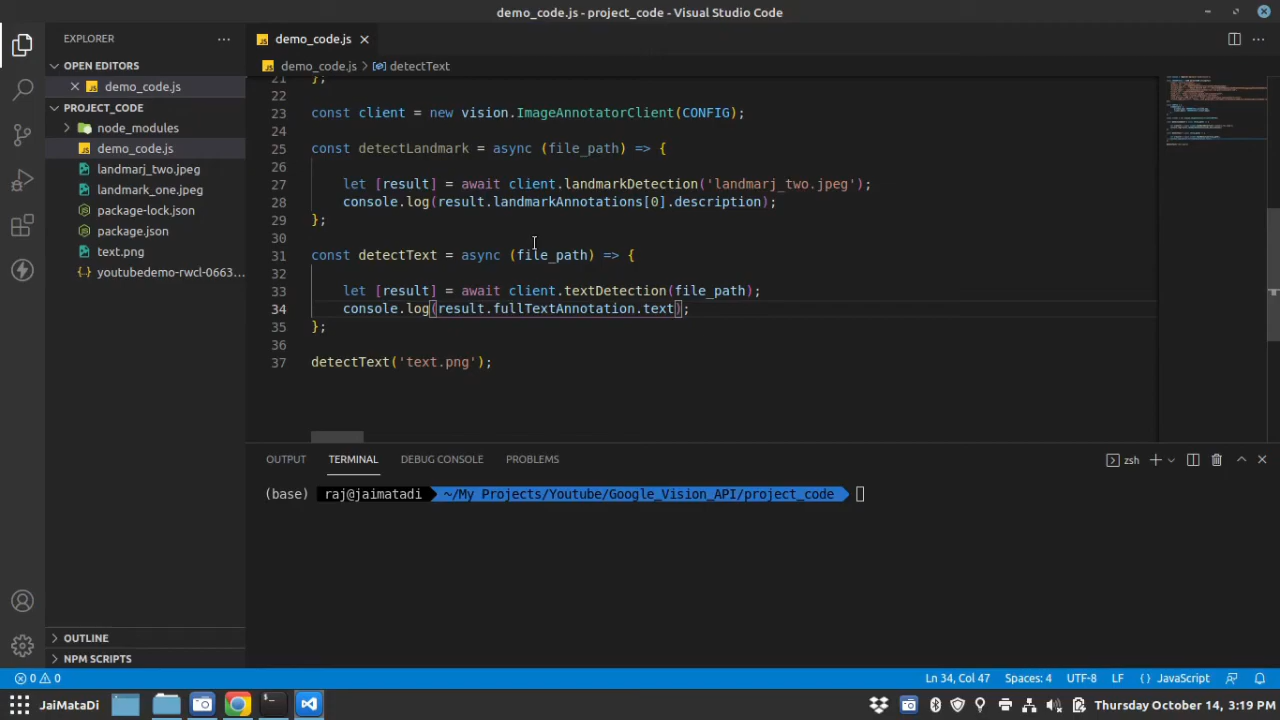 demo_code.js - project_code - Visual Studio Code
EXPLORER
demo_code.js
OPEN EDITORS
demo_code.js
PROJECT_CODE
node_modules
demo_code.js
landmarj_two.jpeg
landmark_one.jpeg
package-lock.json
package.json
text.png
youtubedemo-rwcl-0663...
OUTLINE
NPM SCRIPTS
demo_code.js > detectText
21 };
22
23 const client = new vision.ImageAnnotatorClient(CONFIG);
24
25 const detectLandmark = async (file_path) => {
26
27 let [result] = await client.landmarkDetection('landmarj_two.jpeg');
28 console.log(result.landmarkAnnotations[0].description);
29 };
30
31 const detectText = async (file_path) => {
32
33 let [result] = await client.textDetection(file_path);
34 console.log(result.fullTextAnnotation.text);
35 };
36
37 detectText('text.png');
OUTPUT TERMINAL DEBUG CONSOLE PROBLEMS
zsh
(base) raj@jaimatadi ~/My Projects/Youtube/Google_Vision_API/project_code
0 0 Ln 34, Col 47 Spaces: 4 UTF-8 LF JavaScript
JaiMataDi Thursday October 14, 3:19 PM